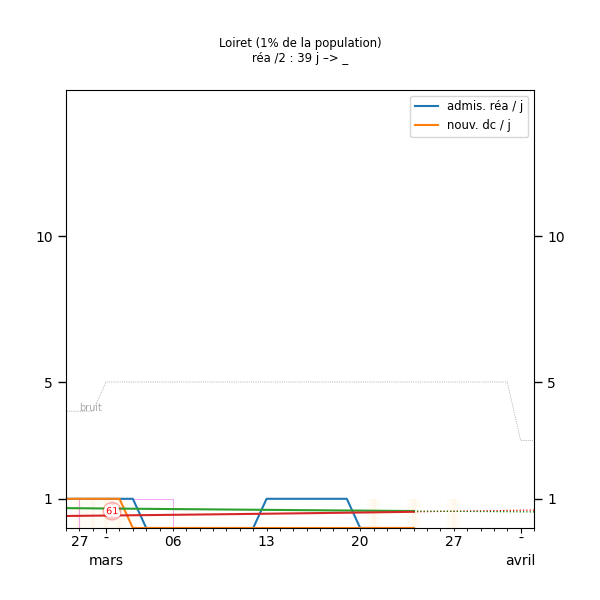 Loiret (1% de la population)
réa /2 : 39 j –> _
admis. réa / j
nouv. dc / j
10
10
5
5
bruit
1
1
61
27 - 06 13 20 27 -
mars avril